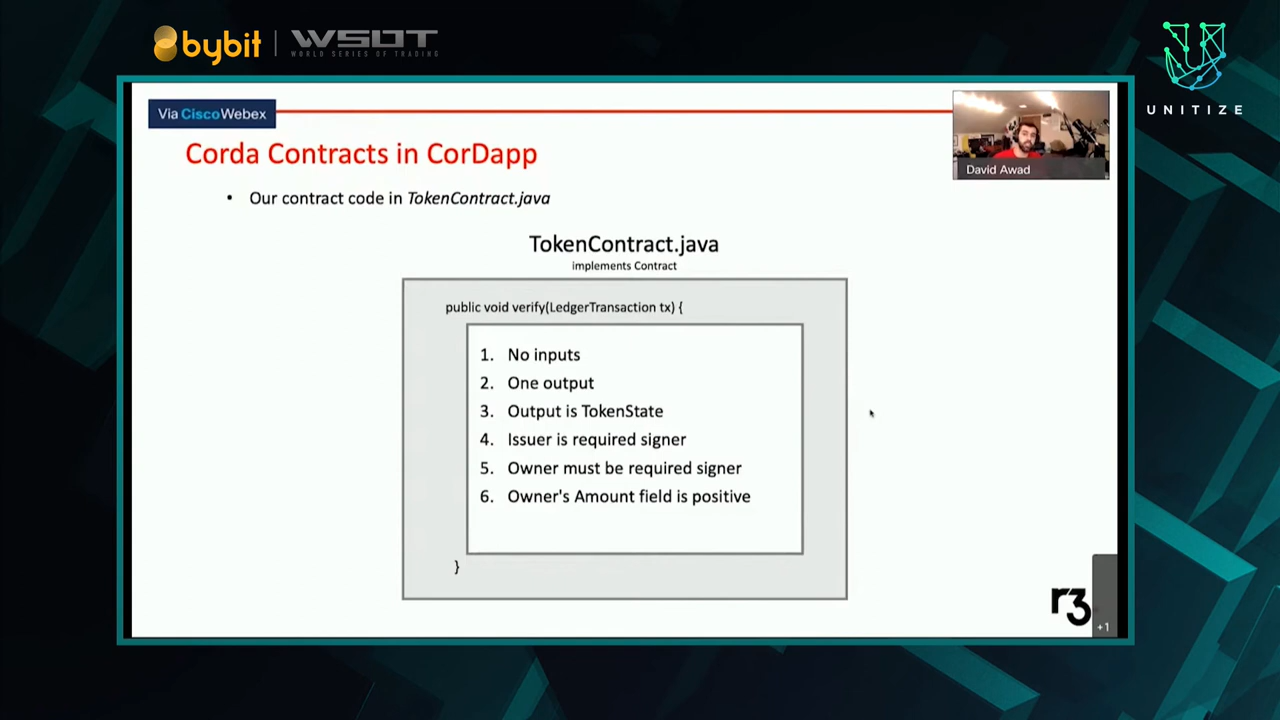 bybit | WSOT
WORLD SERIES OF TRADING
UNITIZE
Via CiscoWebex
David Awad
Corda Contracts in CorDapp
• Our contract code in TokenContract.java
TokenContract.java
implements Contract
public void verify(LedgerTransaction tx) {
1. No inputs
2. One output
3. Output is TokenState
4. Issuer is required signer
5. Owner must be required signer
6. Owner's Amount field is positive
}
r3
+1